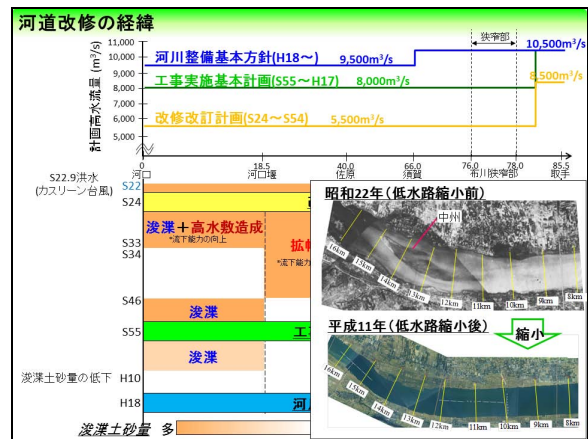 河道改修の経緯
計画高水流量 (m³/s)
11,000
10,000
9,000
8,000
7,000
6,000
5,000
狭窄部
河川整備基本方針(H18～) 9,500m³/s 10,500m³/s
工事実施基本計画(S55～H17) 8,000m³/s 8,500m³/s
改修改訂計画(S24～S54) 5,500m³/s
0 18.5 40.0 66.0 76.0 78.0 85.5
河口 河口堰 佐原 須賀 布川狭窄部 取手
S22.9洪水
(カスリーン台風)
S22
S24
浚渫＋高水敷造成
*流下能力の向上
S33
S34
拡
*流下能力
S46
浚渫
S55
工
浚渫
浚渫土砂量の低下 H10
H18
河
浚渫土砂量 多
昭和22年(低水路縮小前)
中州
16km
15km
14km
13km
12km
11km
10km
9km
8km
平成11年(低水路縮小後)
縮小
16km
15km
14km
13km
12km
11km
10km
9km
8km